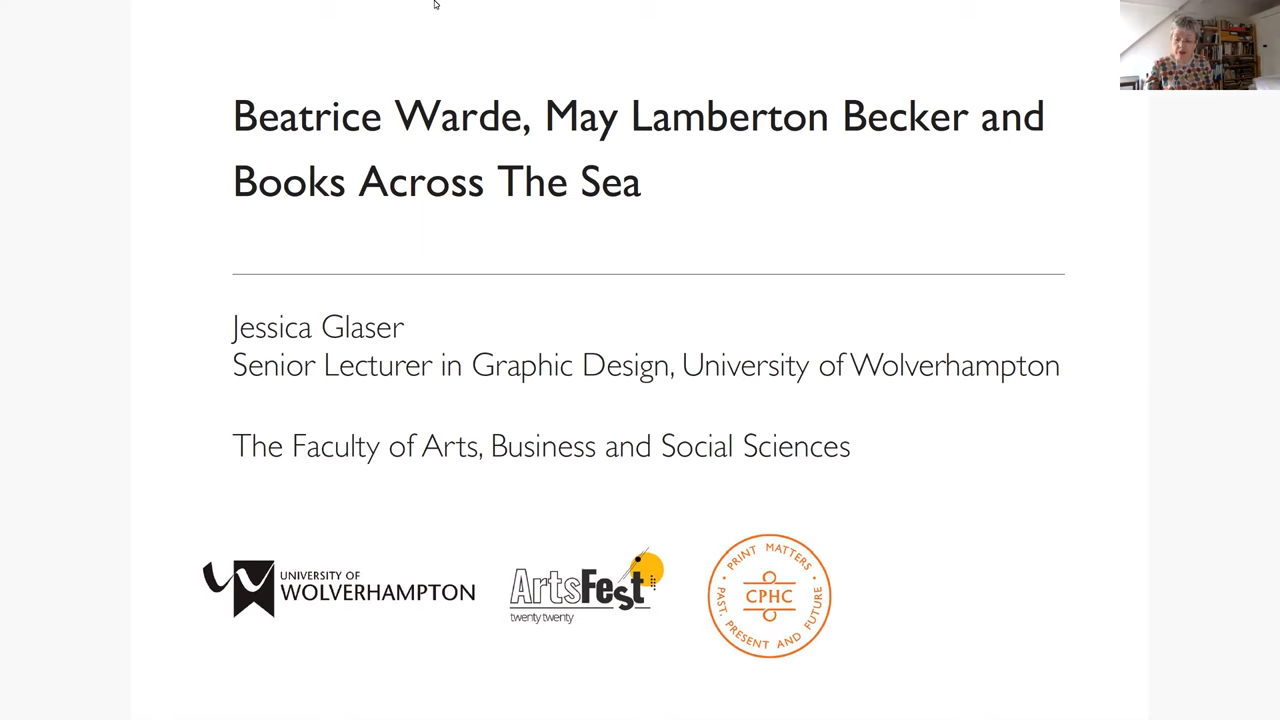 Beatrice Warde, May Lamberton Becker and
Books Across The Sea
Jessica Glaser
Senior Lecturer in Graphic Design, University of Wolverhampton
The Faculty of Arts, Business and Social Sciences
UNIVERSITY OF
WOLVERHAMPTON
ArtsFest
twenty twenty
PRINT MATTERS
CPHC
PAST, PRESENT AND FUTURE